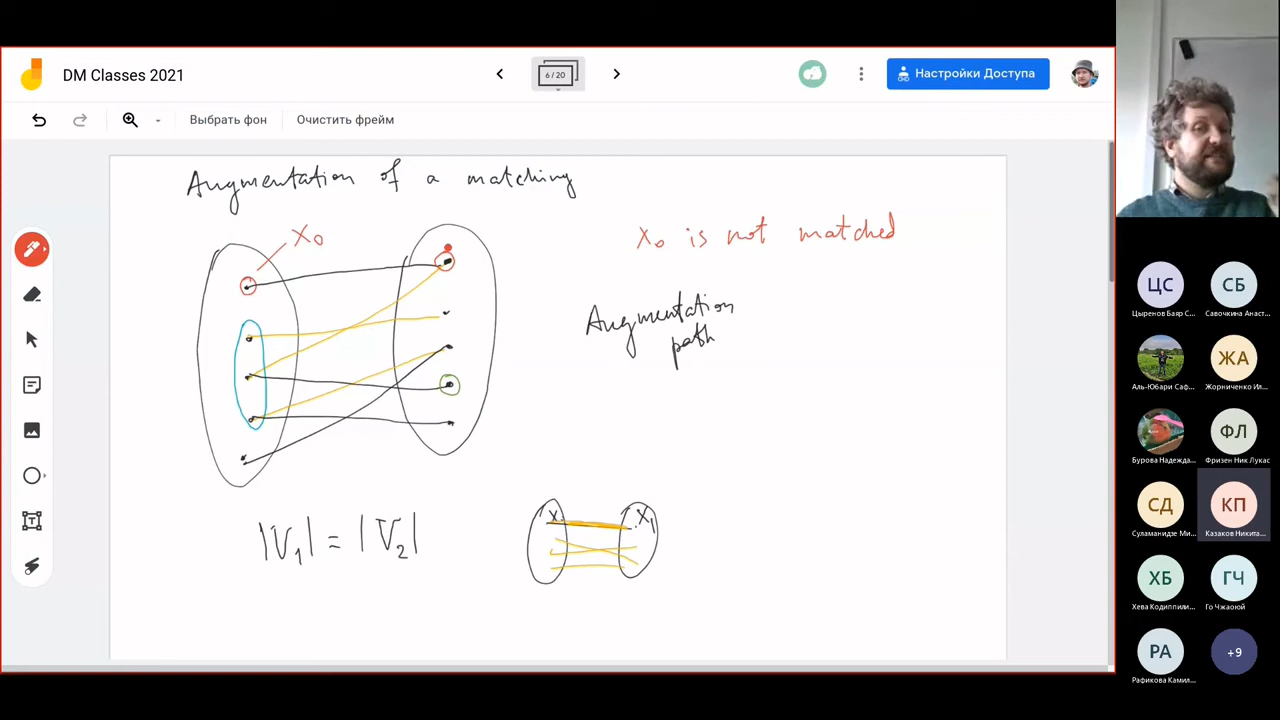 DM Classes 2021
6 / 20
Настройки Доступа
Выбрать фон
Очистить фрейм
Augmentation of a matching
X₀
X₀ is not matched
Augmentation
path
|V₁| = |V₂|
X
X₁
ЦС
Цыренов Баяр С...
СБ
Савочкина Анаст...
Аль-Юбари Саф...
ЖА
Жорниченко Ил...
Бурова Надежда...
ФЛ
Фризен Ник Лукас
СД
Суламанидзе Ми...
КП
Казаков Никита...
ХБ
Хева Кодиппили...
ГЧ
Го Чжаоюй
РА
Рафикова Камил...
+9